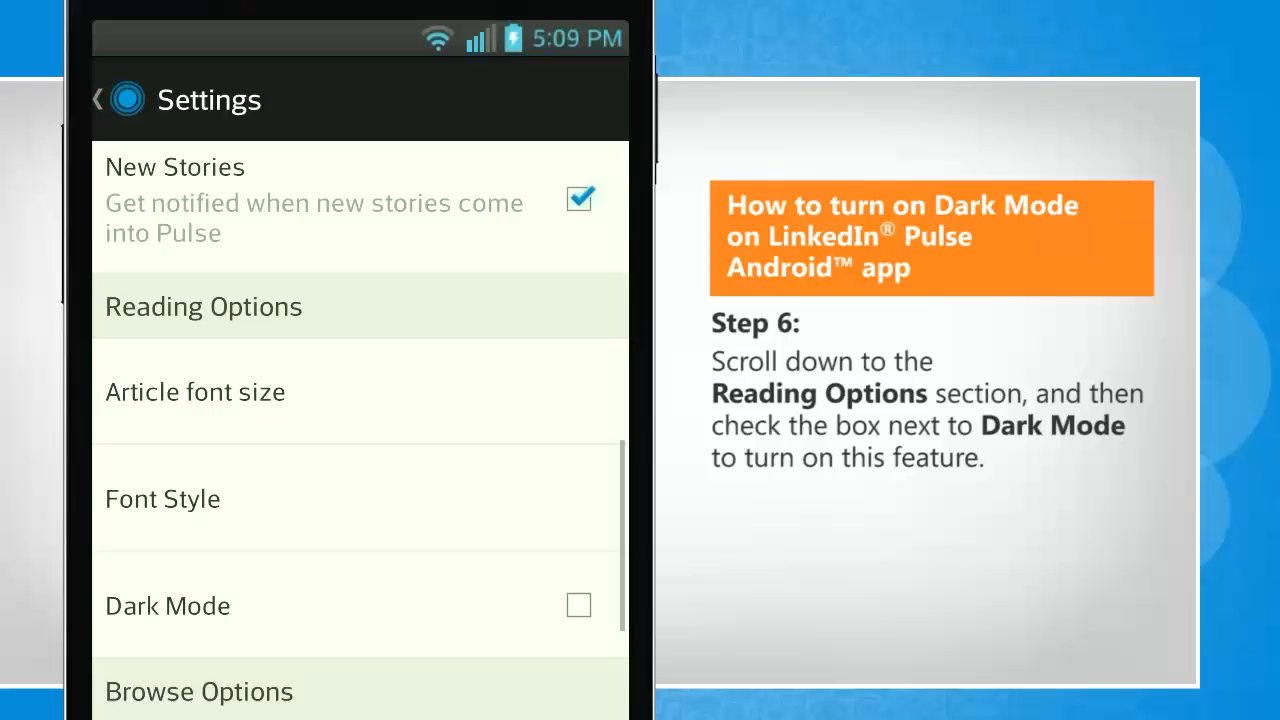 5:09 PM
Settings
New Stories
Get notified when new stories come
into Pulse
Reading Options
Article font size
Font Style
Dark Mode
Browse Options
How to turn on Dark Mode
on LinkedIn® Pulse
Android™ app
Step 6:
Scroll down to the
Reading Options section, and then
check the box next to Dark Mode
to turn on this feature.